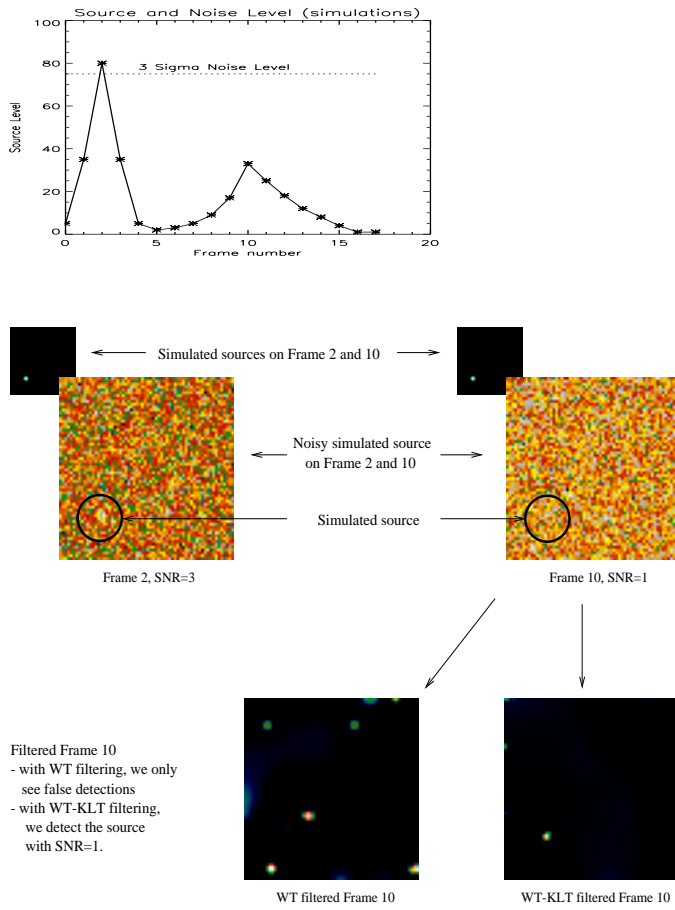 Source and Noise Level (simulations)
100
80
60
40
20
0
Source Level
3 Sigma Noise Level
0
5
10
15
20
Frame number
Simulated sources on Frame 2 and 10
Noisy simulated source
on Frame 2 and 10
Simulated source
Frame 2, SNR=3
Frame 10, SNR=1
Filtered Frame 10
- with WT filtering, we only
see false detections
- with WT-KLT filtering,
we detect the source
with SNR=1.
WT filtered Frame 10
WT-KLT filtered Frame 10